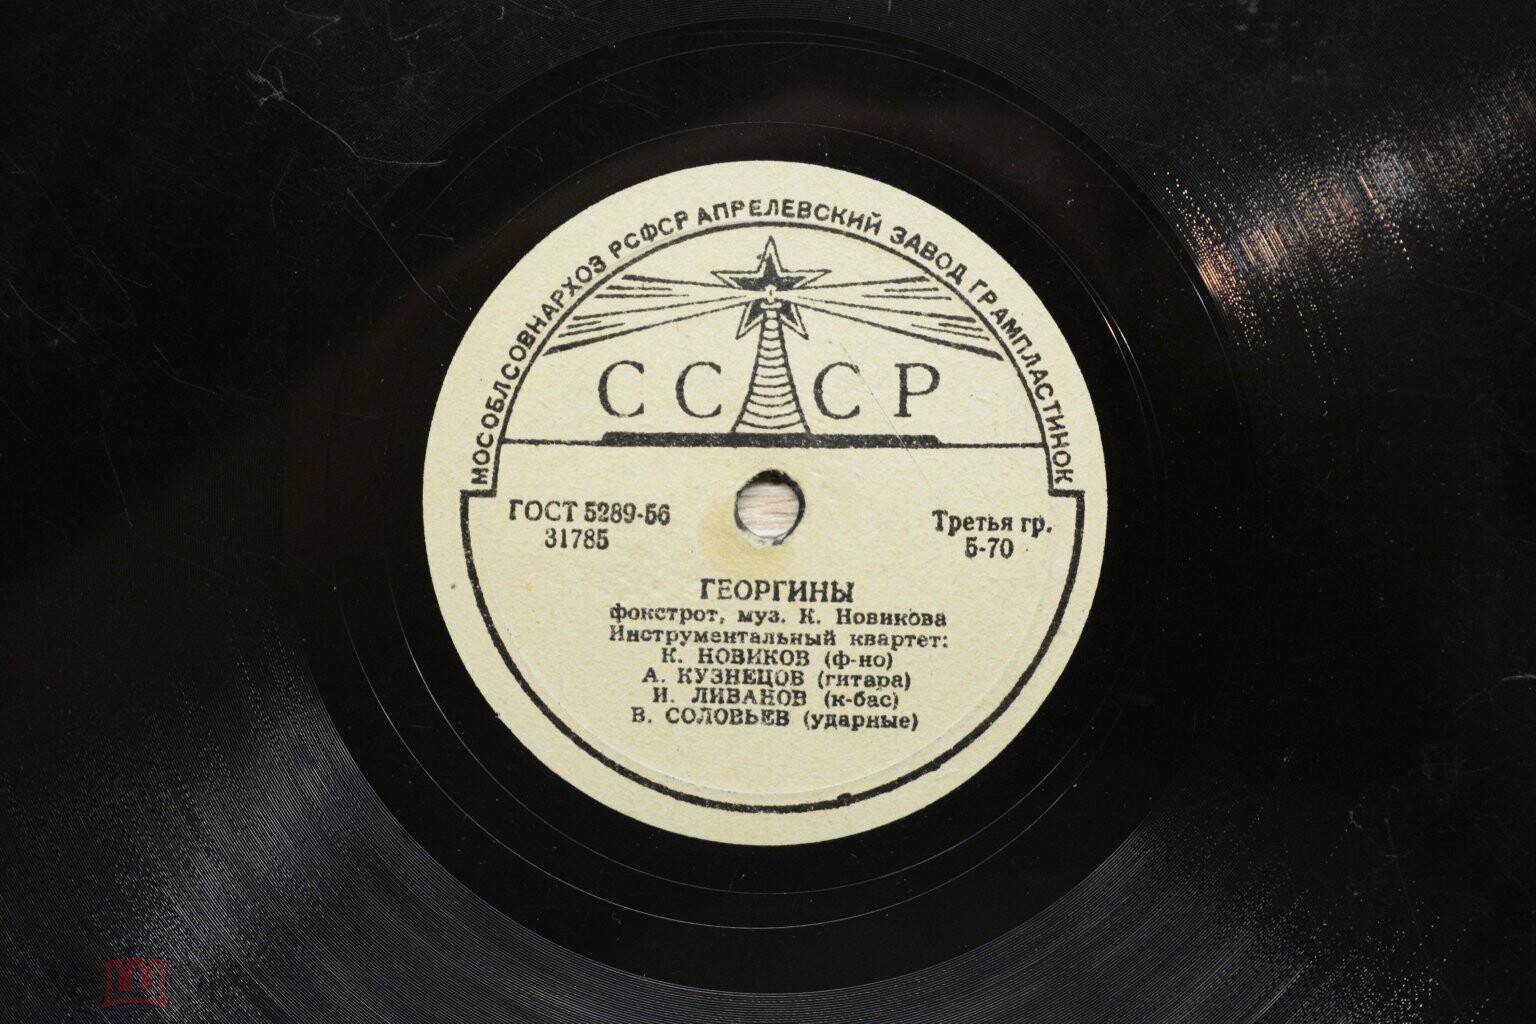 МОСОБЛСОВНАРХОЗ РСФСР АПРЕЛЕВСКИЙ ЗАВОД ГРАМПЛАСТИНОК
СССР
ГОСТ 5289-56
31785
Третья гр.
5-70
ГЕОРГИНЫ
фокстрот, муз. К. Новикова
Инструментальный квартет:
К. НОВИКОВ (ф-но)
А. КУЗНЕЦОВ (гитара)
И. ЛИВАНОВ (к-бас)
В. СОЛОВЬЕВ (ударные)